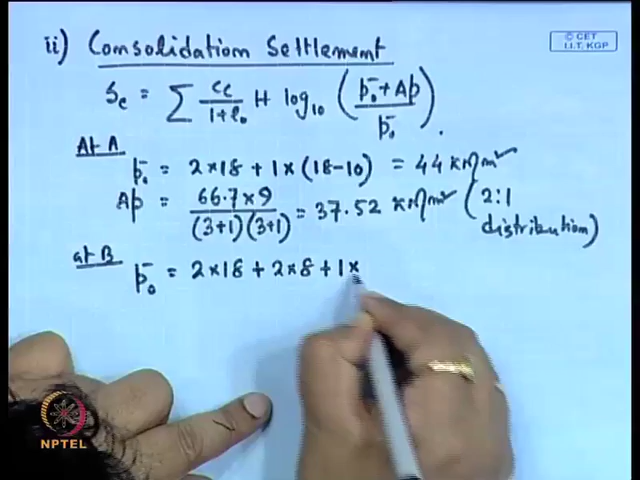 ii) Consolidation Settlement
© CET
I.I.T. KGP
Sc = ∑ Cc/(1+e₀) H log₁₀ ((p̄₀ + Δp)/p̄₀).
At A
p̄₀ = 2×18 + 1×(18-10) = 44 kN/m²
Δp = 66.7×9/((3+1)(3+1)) = 37.52 kN/m² (2:1
distribution)
at B
p̄₀ = 2×18 + 2×8 + 1×
NPTEL